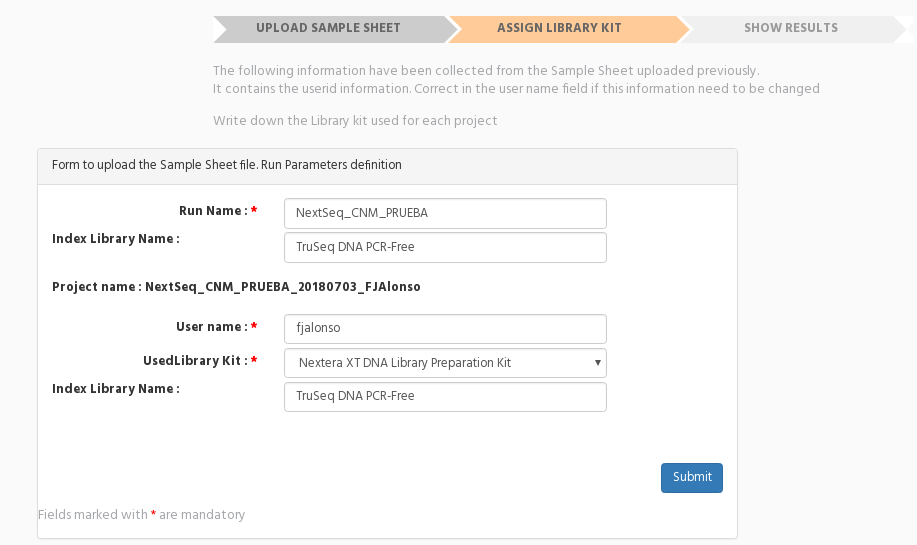 UPLOAD SAMPLE SHEET ASSIGN LIBRARY KIT SHOW RESULTS
The following information have been collected from the Sample Sheet uploaded previously.
It contains the userid information. Correct in the user name field if this information need to be changed
Write down the Library kit used for each project
Form to upload the Sample Sheet file. Run Parameters definition
Run Name : * NextSeq_CNM_PRUEBA
Index Library Name : TruSeq DNA PCR-Free
Project name : NextSeq_CNM_PRUEBA_20180703_FJAlonso
User name : * fjalonso
UsedLibrary Kit : * Nextera XT DNA Library Preparation Kit
Index Library Name : TruSeq DNA PCR-Free
Submit
Fields marked with * are mandatory